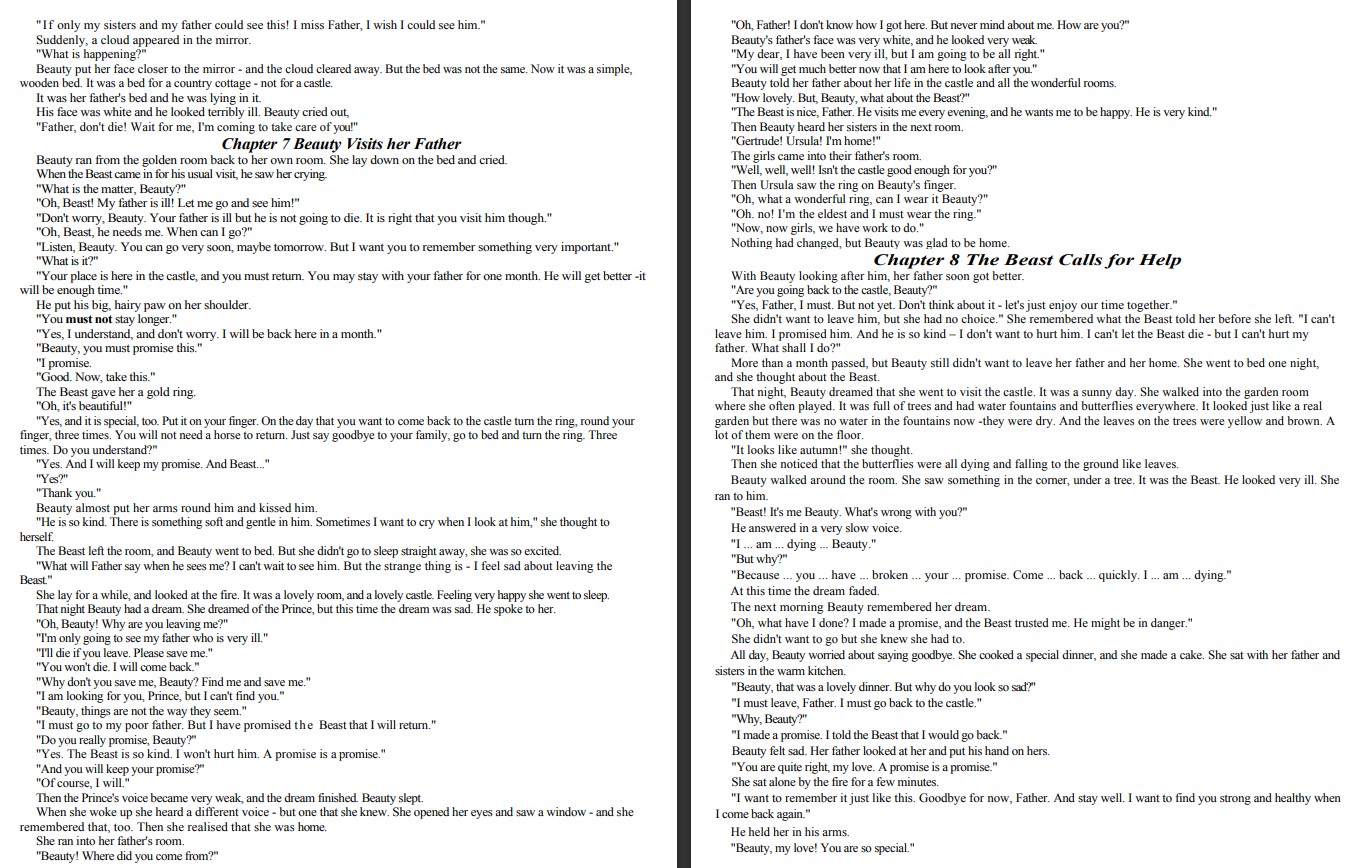 "If only my sisters and my father could see this! I miss Father, I wish I could see him."
Suddenly, a cloud appeared in the mirror.
"What is happening?"
Beauty put her face closer to the mirror - and the cloud cleared away. But the bed was not the same. Now it was a simple,
wooden bed. It was a bed for a country cottage - not for a castle.
It was her father's bed and he was lying in it.
His face was white and he looked terribly ill. Beauty cried out,
"Father, don't die! Wait for me, I'm coming to take care of you!"
Chapter 7 Beauty Visits her Father
Beauty ran from the golden room back to her own room. She lay down on the bed and cried.
When the Beast came in for his usual visit, he saw her crying.
"What is the matter, Beauty?"
"Oh, Beast! My father is ill! Let me go and see him!"
"Don't worry, Beauty. Your father is ill but he is not going to die. It is right that you visit him though."
"Oh, Beast, he needs me. When can I go?"
"Listen, Beauty. You can go very soon, maybe tomorrow. But I want you to remember something very important."
"What is it?"
"Your place is here in the castle, and you must return. You may stay with your father for one month. He will get better -it
will be enough time."
He put his big, hairy paw on her shoulder.
"You must not stay longer."
"Yes, I understand, and don't worry. I will be back here in a month."
"Beauty, you must promise this."
"I promise.
"Good. Now, take this."
The Beast gave her a gold ring.
"Oh, it's beautiful!"
"Yes, and it is special, too. Put it on your finger. On the day that you want to come back to the castle turn the ring, round your
finger, three times. You will not need a horse to return. Just say goodbye to your family, go to bed and turn the ring. Three
times. Do you understand?"
"Yes. And I will keep my promise. And Beast..."
"Yes?"
"Thank you."
Beauty almost put her arms round him and kissed him.
"He is so kind. There is something soft and gentle in him. Sometimes I want to cry when I look at him," she thought to
herself.
The Beast left the room, and Beauty went to bed. But she didn't go to sleep straight away, she was so excited.
"What will Father say when he sees me? I can't wait to see him. But the strange thing is - I feel sad about leaving the
Beast."
She lay for a while, and looked at the fire. It was a lovely room, and a lovely castle. Feeling very happy she went to sleep.
That night Beauty had a dream. She dreamed of the Prince, but this time the dream was sad. He spoke to her.
"Oh, Beauty! Why are you leaving me?"
"I'm only going to see my father who is very ill."
"I'll die if you leave. Please save me."
"You won't die. I will come back."
"Why don't you save me, Beauty? Find me and save me."
"I am looking for you, Prince, but I can't find you."
"Beauty, things are not the way they seem."
"I must go to my poor father. But I have promised the Beast that I will return."
"Do you really promise, Beauty?"
"Yes. The Beast is so kind. I won't hurt him. A promise is a promise."
"And you will keep your promise?"
"Of course, I will."
Then the Prince's voice became very weak, and the dream finished. Beauty slept.
When she woke up she heard a different voice - but one that she knew. She opened her eyes and saw a window - and she
remembered that, too. Then she realised that she was home.
She ran into her father's room.
"Beauty! Where did you come from?"
"Oh, Father! I don't know how I got here. But never mind about me. How are you?"
Beauty's father's face was very white, and he looked very weak.
"My dear, I have been very ill, but I am going to be all right."
"You will get much better now that I am here to look after you."
Beauty told her father about her life in the castle and all the wonderful rooms.
"How lovely. But, Beauty, what about the Beast?"
"The Beast is nice, Father. He visits me every evening, and he wants me to be happy. He is very kind."
Then Beauty heard her sisters in the next room.
"Gertrude! Ursula! I'm home!"
The girls came into their father's room.
"Well, well, well! Isn't the castle good enough for you?"
Then Ursula saw the ring on Beauty's finger.
"Oh, what a wonderful ring, can I wear it Beauty?"
"Oh. no! I'm the eldest and I must wear the ring."
"Now, now girls, we have work to do."
Nothing had changed, but Beauty was glad to be home.
Chapter 8 The Beast Calls for Help
With Beauty looking after him, her father soon got better.
"Are you going back to the castle, Beauty?"
"Yes, Father, I must. But not yet. Don't think about it - let's just enjoy our time together."
She didn't want to leave him, but she had no choice." She remembered what the Beast told her before she left. "I can't
leave him. I promised him. And he is so kind – I don't want to hurt him. I can't let the Beast die - but I can't hurt my
father. What shall I do?"
More than a month passed, but Beauty still didn't want to leave her father and her home. She went to bed one night,
and she thought about the Beast.
That night, Beauty dreamed that she went to visit the castle. It was a sunny day. She walked into the garden room
where she often played. It was full of trees and had water fountains and butterflies everywhere. It looked just like a real
garden but there was no water in the fountains now -they were dry. And the leaves on the trees were yellow and brown. A
lot of them were on the floor.
"It looks like autumn!" she thought.
Then she noticed that the butterflies were all dying and falling to the ground like leaves.
Beauty walked around the room. She saw something in the corner, under a tree. It was the Beast. He looked very ill. She
ran to him.
"Beast! It's me Beauty. What's wrong with you?"
He answered in a very slow voice.
"I ... am ... dying ... Beauty."
"But why?"
"Because ... you ... have ... broken ... your ... promise. Come ... back ... quickly. I ... am ... dying."
At this time the dream faded.
The next morning Beauty remembered her dream.
"Oh, what have I done? I made a promise, and the Beast trusted me. He might be in danger."
She didn't want to go but she knew she had to.
All day, Beauty worried about saying goodbye. She cooked a special dinner, and she made a cake. She sat with her father and
sisters in the warm kitchen.
"Beauty, that was a lovely dinner. But why do you look so sad?"
"I must leave, Father. I must go back to the castle."
"Why, Beauty?"
"I made a promise. I told the Beast that I would go back."
Beauty felt sad. Her father looked at her and put his hand on hers.
"You are quite right, my love. A promise is a promise."
She sat alone by the fire for a few minutes.
"I want to remember it just like this. Goodbye for now, Father. And stay well. I want to find you strong and healthy when
I come back again."
He held her in his arms.
"Beauty, my love! You are so special."